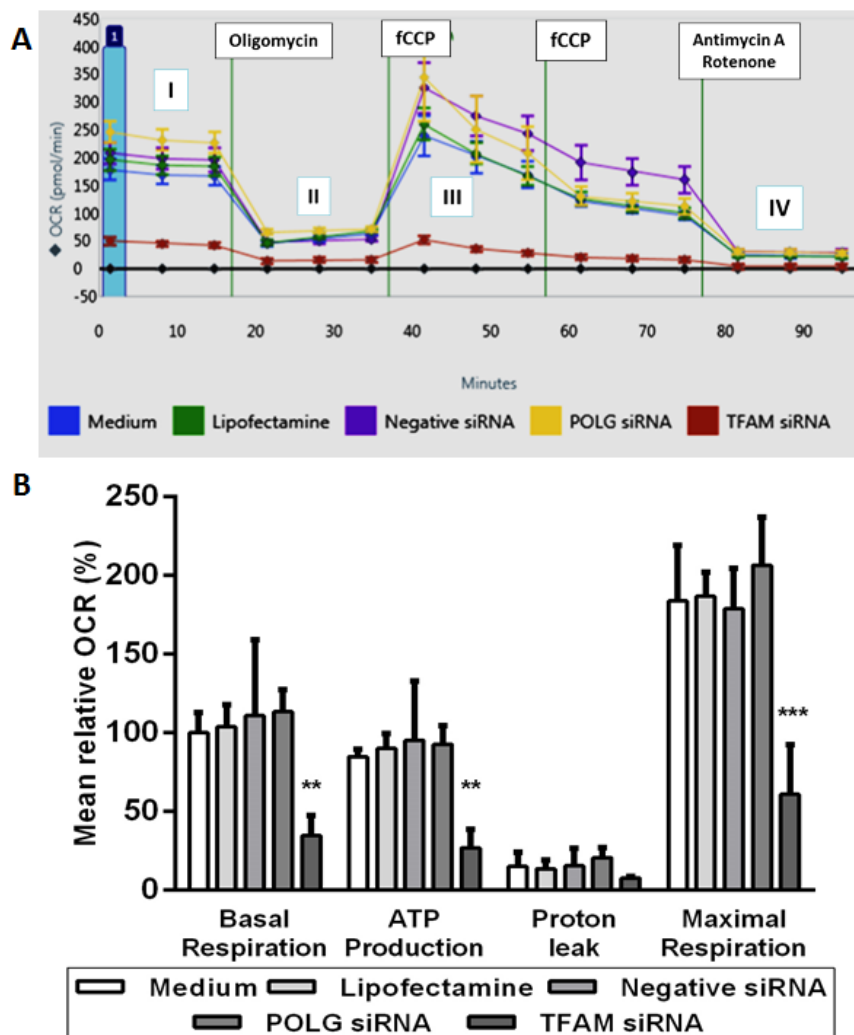 A
1
Oligomycin
fCCP
fCCP
Antimycin A
Rotenone
I
II
III
IV
OCR (pmol/min)
450
400
350
300
250
200
150
100
50
0
-50
0 10 20 30 40 50 60 70 80 90
Minutes
Medium Lipofectamine Negative siRNA POLG siRNA TFAM siRNA
B
Mean relative OCR (%)
250
200
150
100
50
0
**
**
***
Basal
Respiration
ATP
Production
Proton
leak
Maximal
Respiration
Medium Lipofectamine Negative siRNA
POLG siRNA TFAM siRNA